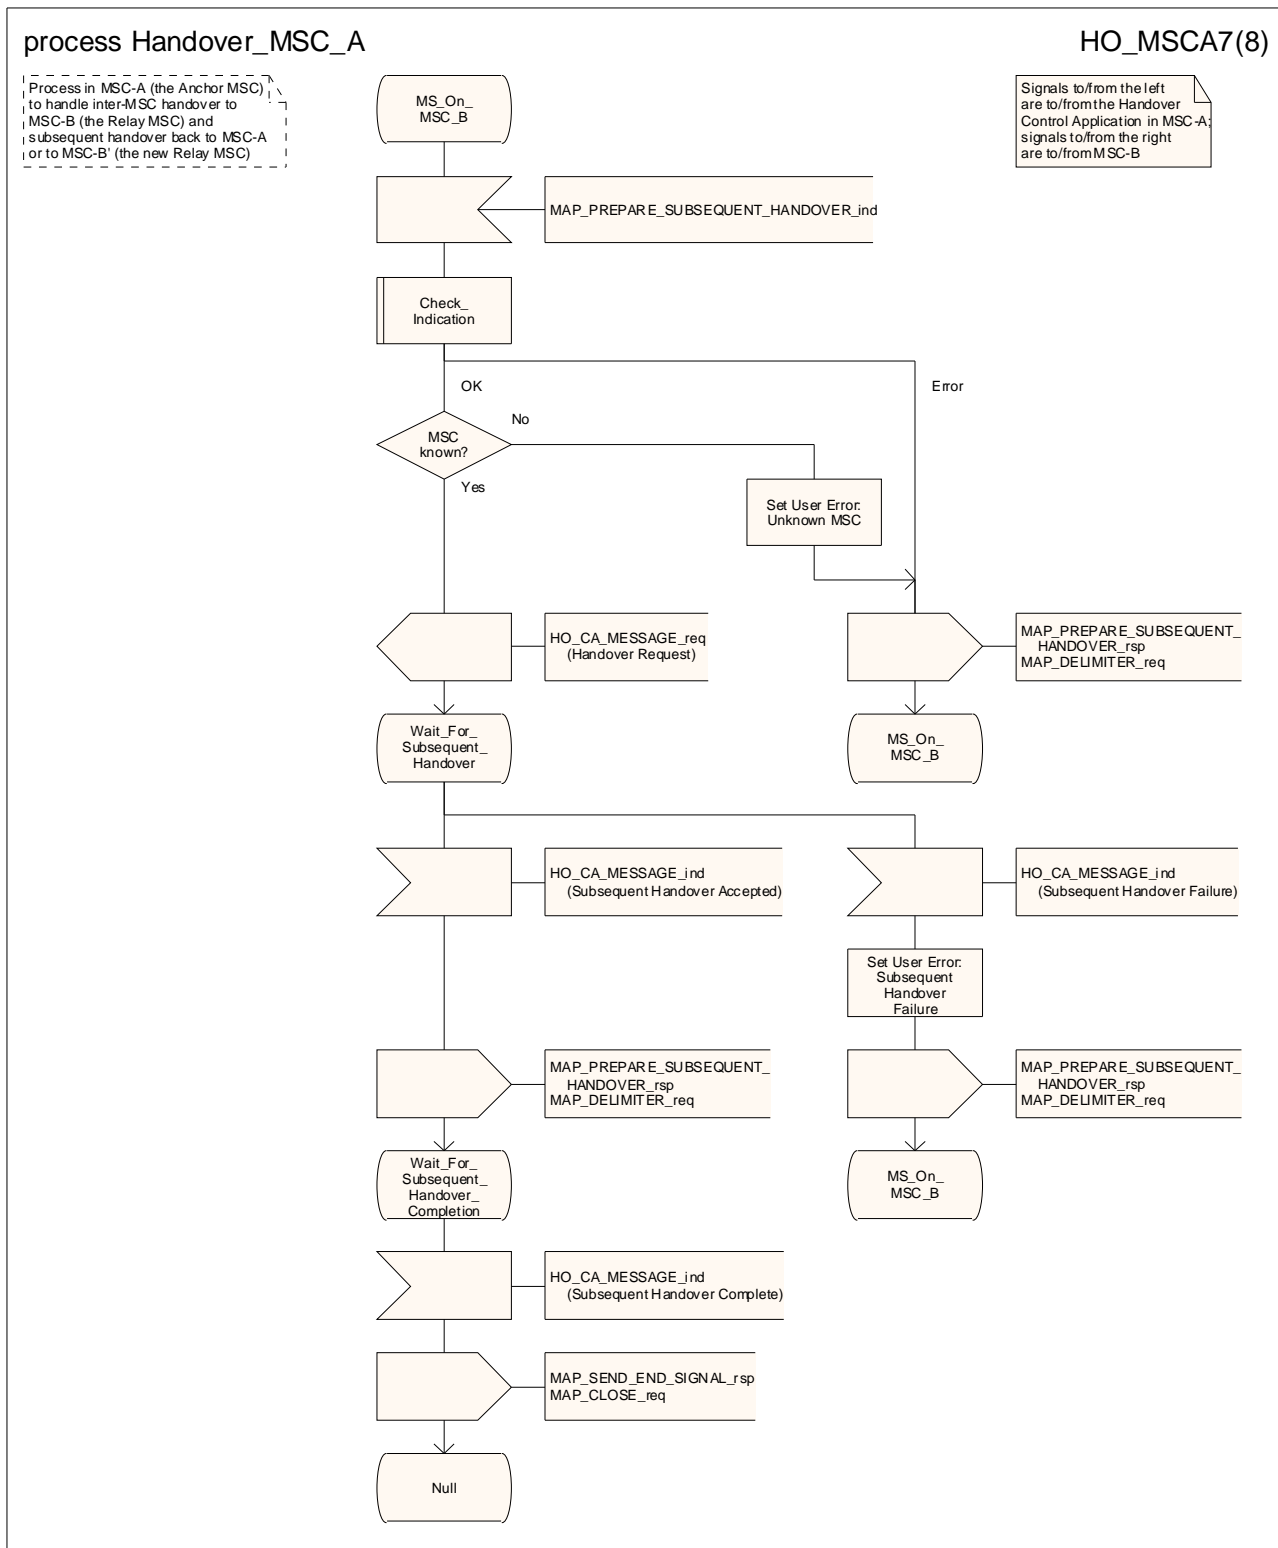 process Handover_MSC_A
HO_MSCA7(8)
Process in MSC-A (the Anchor MSC)
to handle inter-MSC handover to
MSC-B (the Relay MSC) and
subsequent handover back to MSC-A
or to MSC-B' (the new Relay MSC)
MS_On_
MSC_B
Signals to/from the left
are to/from the Handover
Control Application in MSC-A;
signals to/from the right
are to/from MSC-B
MAP_PREPARE_SUBSEQUENT_HANDOVER_ind
Check_
Indication
OK
Error
MSC
known?
No
Yes
Set User Error:
Unknown MSC
HO_CA_MESSAGE_req
(Handover Request)
MAP_PREPARE_SUBSEQUENT_
HANDOVER_rsp
MAP_DELIMITER_req
Wait_For_
Subsequent_
Handover
MS_On_
MSC_B
HO_CA_MESSAGE_ind
(Subsequent Handover Accepted)
HO_CA_MESSAGE_ind
(Subsequent Handover Failure)
Set User Error:
Subsequent
Handover
Failure
MAP_PREPARE_SUBSEQUENT_
HANDOVER_rsp
MAP_DELIMITER_req
MAP_PREPARE_SUBSEQUENT_
HANDOVER_rsp
MAP_DELIMITER_req
Wait_For_
Subsequent_
Handover_
Completion
MS_On_
MSC_B
HO_CA_MESSAGE_ind
(Subsequent Handover Complete)
MAP_SEND_END_SIGNAL_rsp
MAP_CLOSE_req
Null